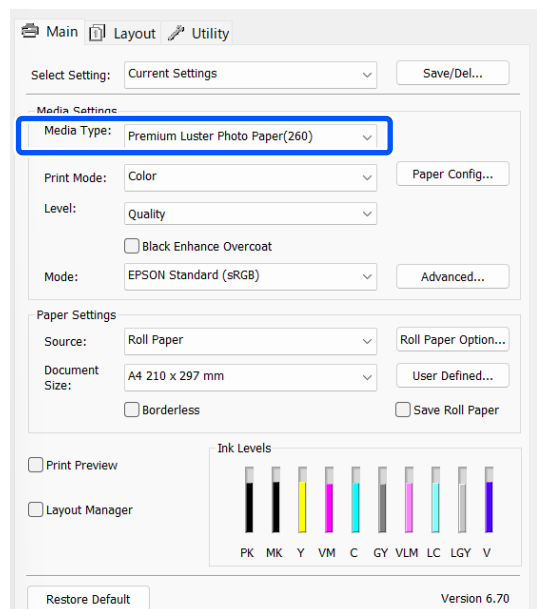 Main Layout Utility
Select Setting: Current Settings Save/Del...
Media Settings
Media Type: Premium Luster Photo Paper(260)
Print Mode: Color Paper Config...
Level: Quality
Black Enhance Overcoat
Mode: EPSON Standard (sRGB) Advanced...
Paper Settings
Source: Roll Paper Roll Paper Option...
Document
Size: A4 210 x 297 mm User Defined...
Borderless Save Roll Paper
Ink Levels
Print Preview
Layout Manager
PK MK Y VM C GY VLM LC LGY V
Restore Default Version 6.70